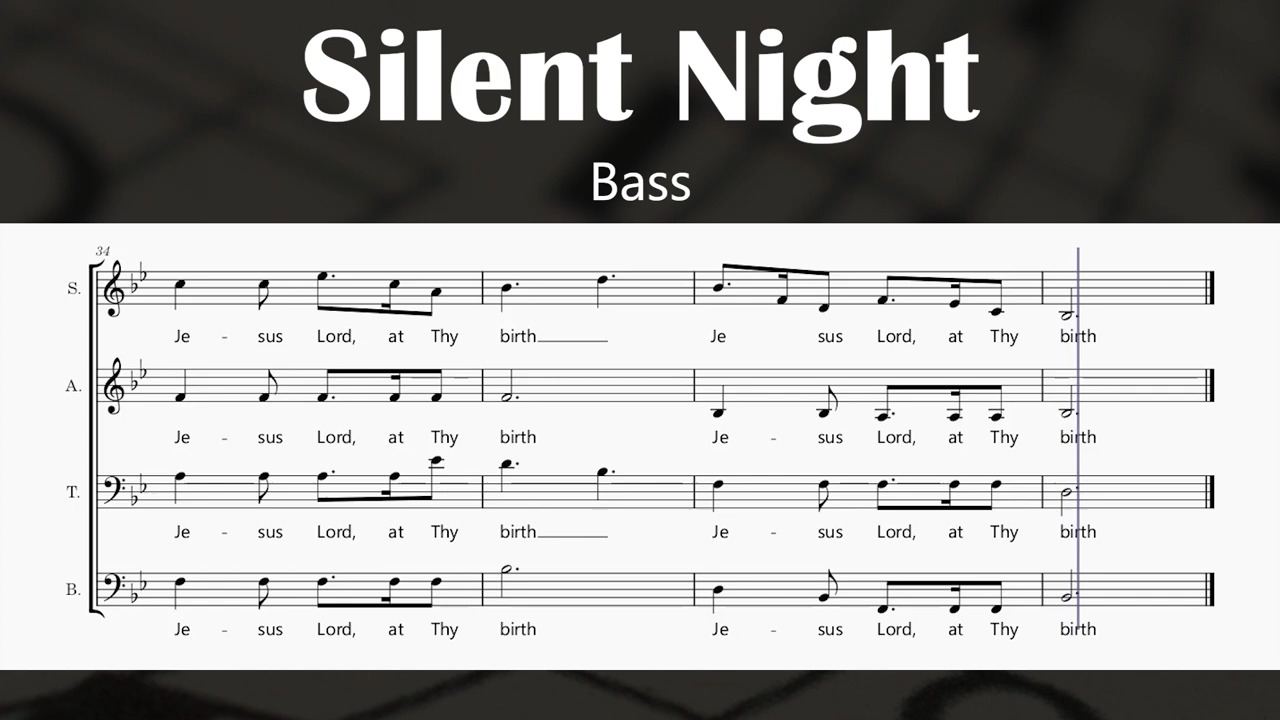 Silent Night
Bass
34
S.
Je - sus Lord, at Thy birth Je sus Lord, at Thy birth
A.
Je - sus Lord, at Thy birth Je - sus Lord, at Thy birth
T.
Je - sus Lord, at Thy birth Je - sus Lord, at Thy birth
B.
Je - sus Lord, at Thy birth Je - sus Lord, at Thy birth